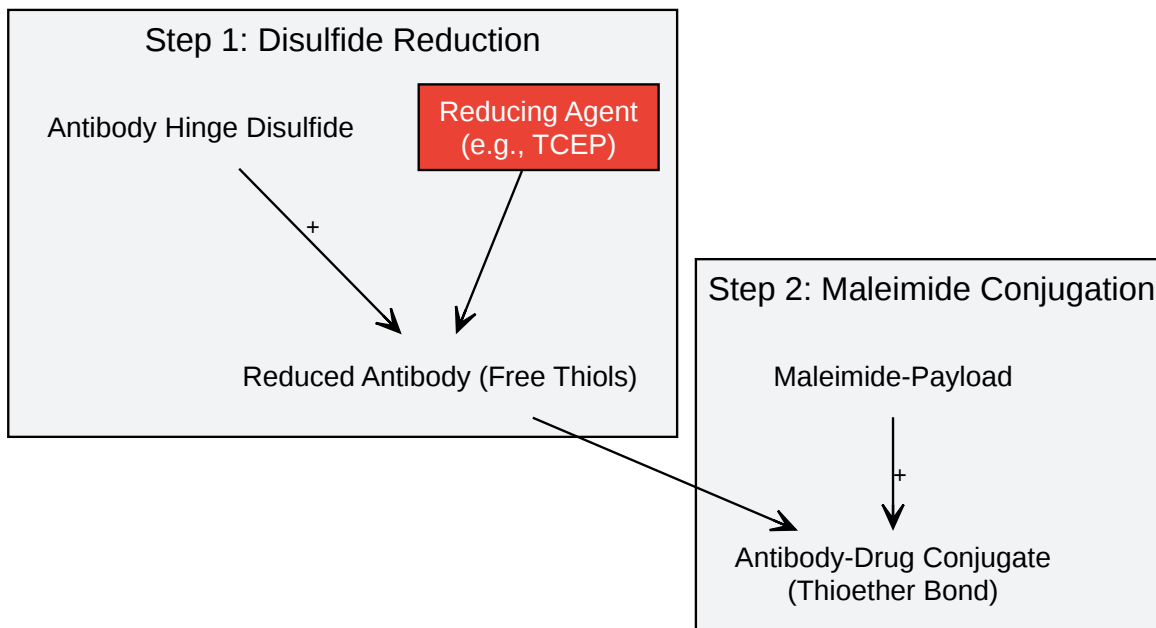 Step 1: Disulfide Reduction
Antibody Hinge Disulfide
Reducing Agent
(e.g., TCEP)
+
Reduced Antibody (Free Thiols)
Step 2: Maleimide Conjugation
Maleimide-Payload
+
Antibody-Drug Conjugate
(Thioether Bond)